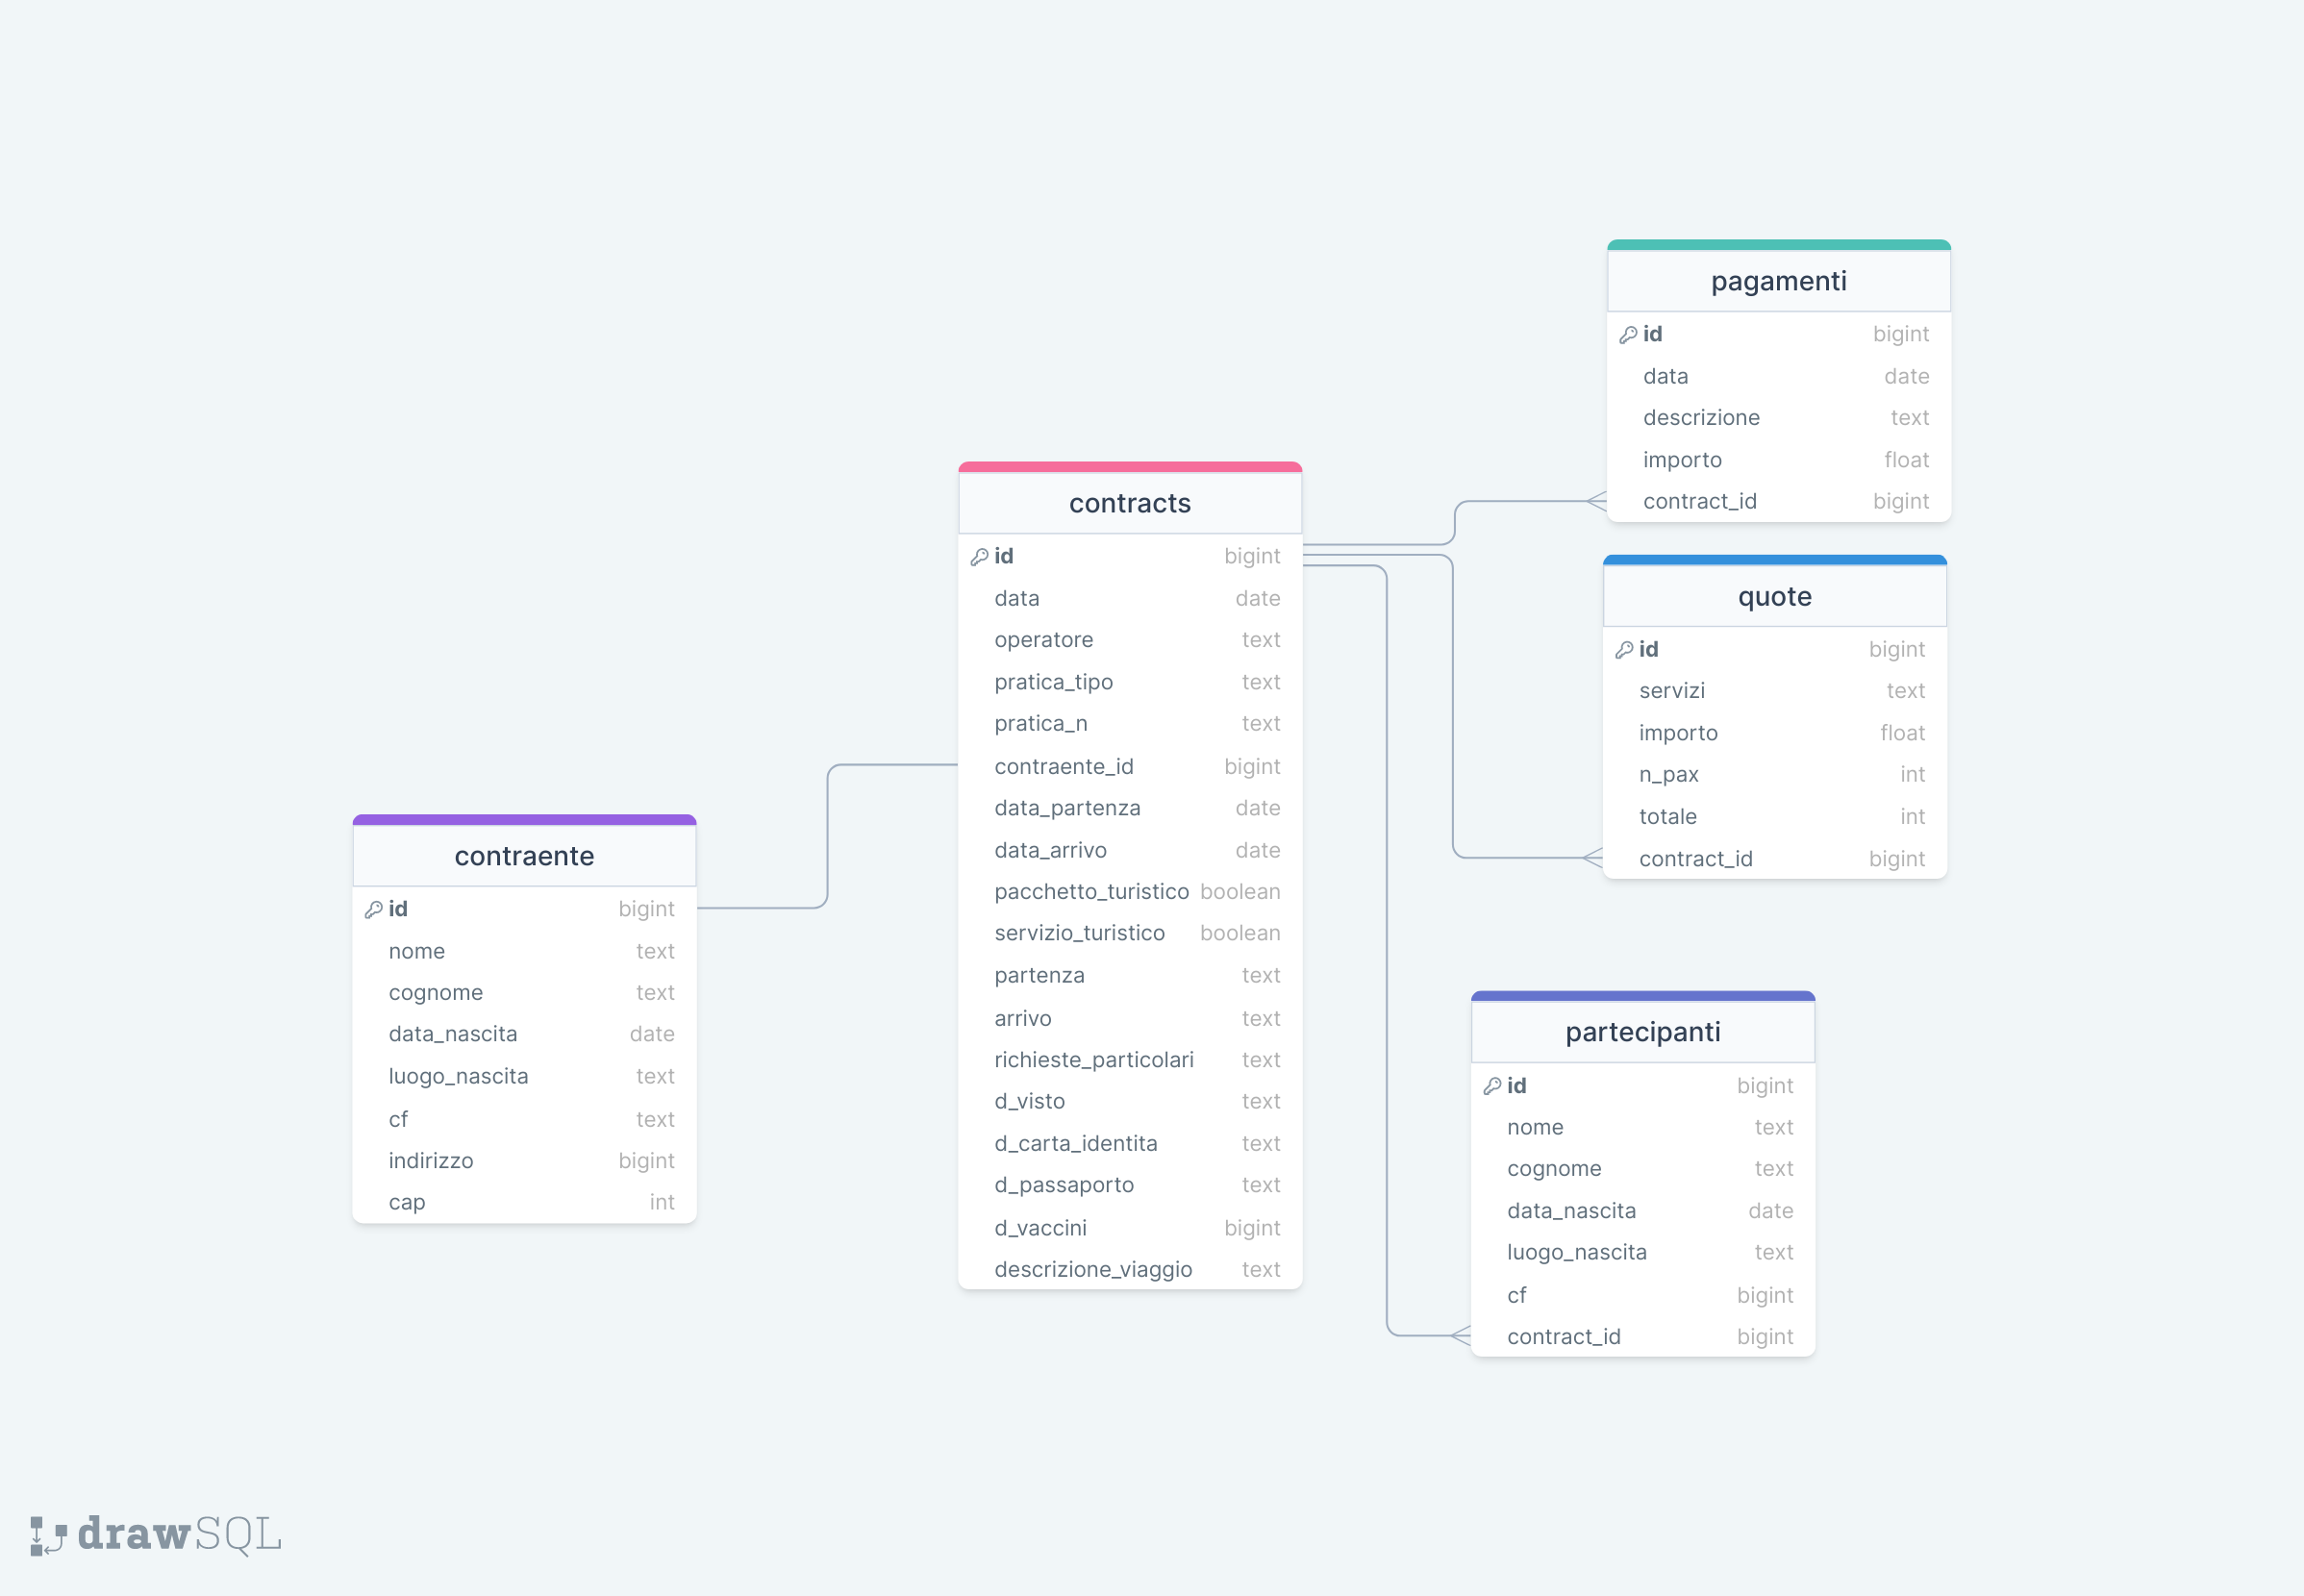 pagamenti
id bigint
data date
descrizione text
importo float
contract_id bigint
contracts
id bigint
data date
operatore text
pratica_tipo text
pratica_n text
contraente_id bigint
data_partenza date
data_arrivo date
pacchetto_turistico boolean
servizio_turistico boolean
partenza text
arrivo text
richieste_particolari text
d_visto text
d_carta_identita text
d_passaporto text
d_vaccini bigint
descrizione_viaggio text
quote
id bigint
servizi text
importo float
n_pax int
totale int
contract_id bigint
contraente
id bigint
nome text
cognome text
data_nascita date
luogo_nascita text
cf text
indirizzo bigint
cap int
partecipanti
id bigint
nome text
cognome text
data_nascita date
luogo_nascita text
cf bigint
contract_id bigint
drawSQL